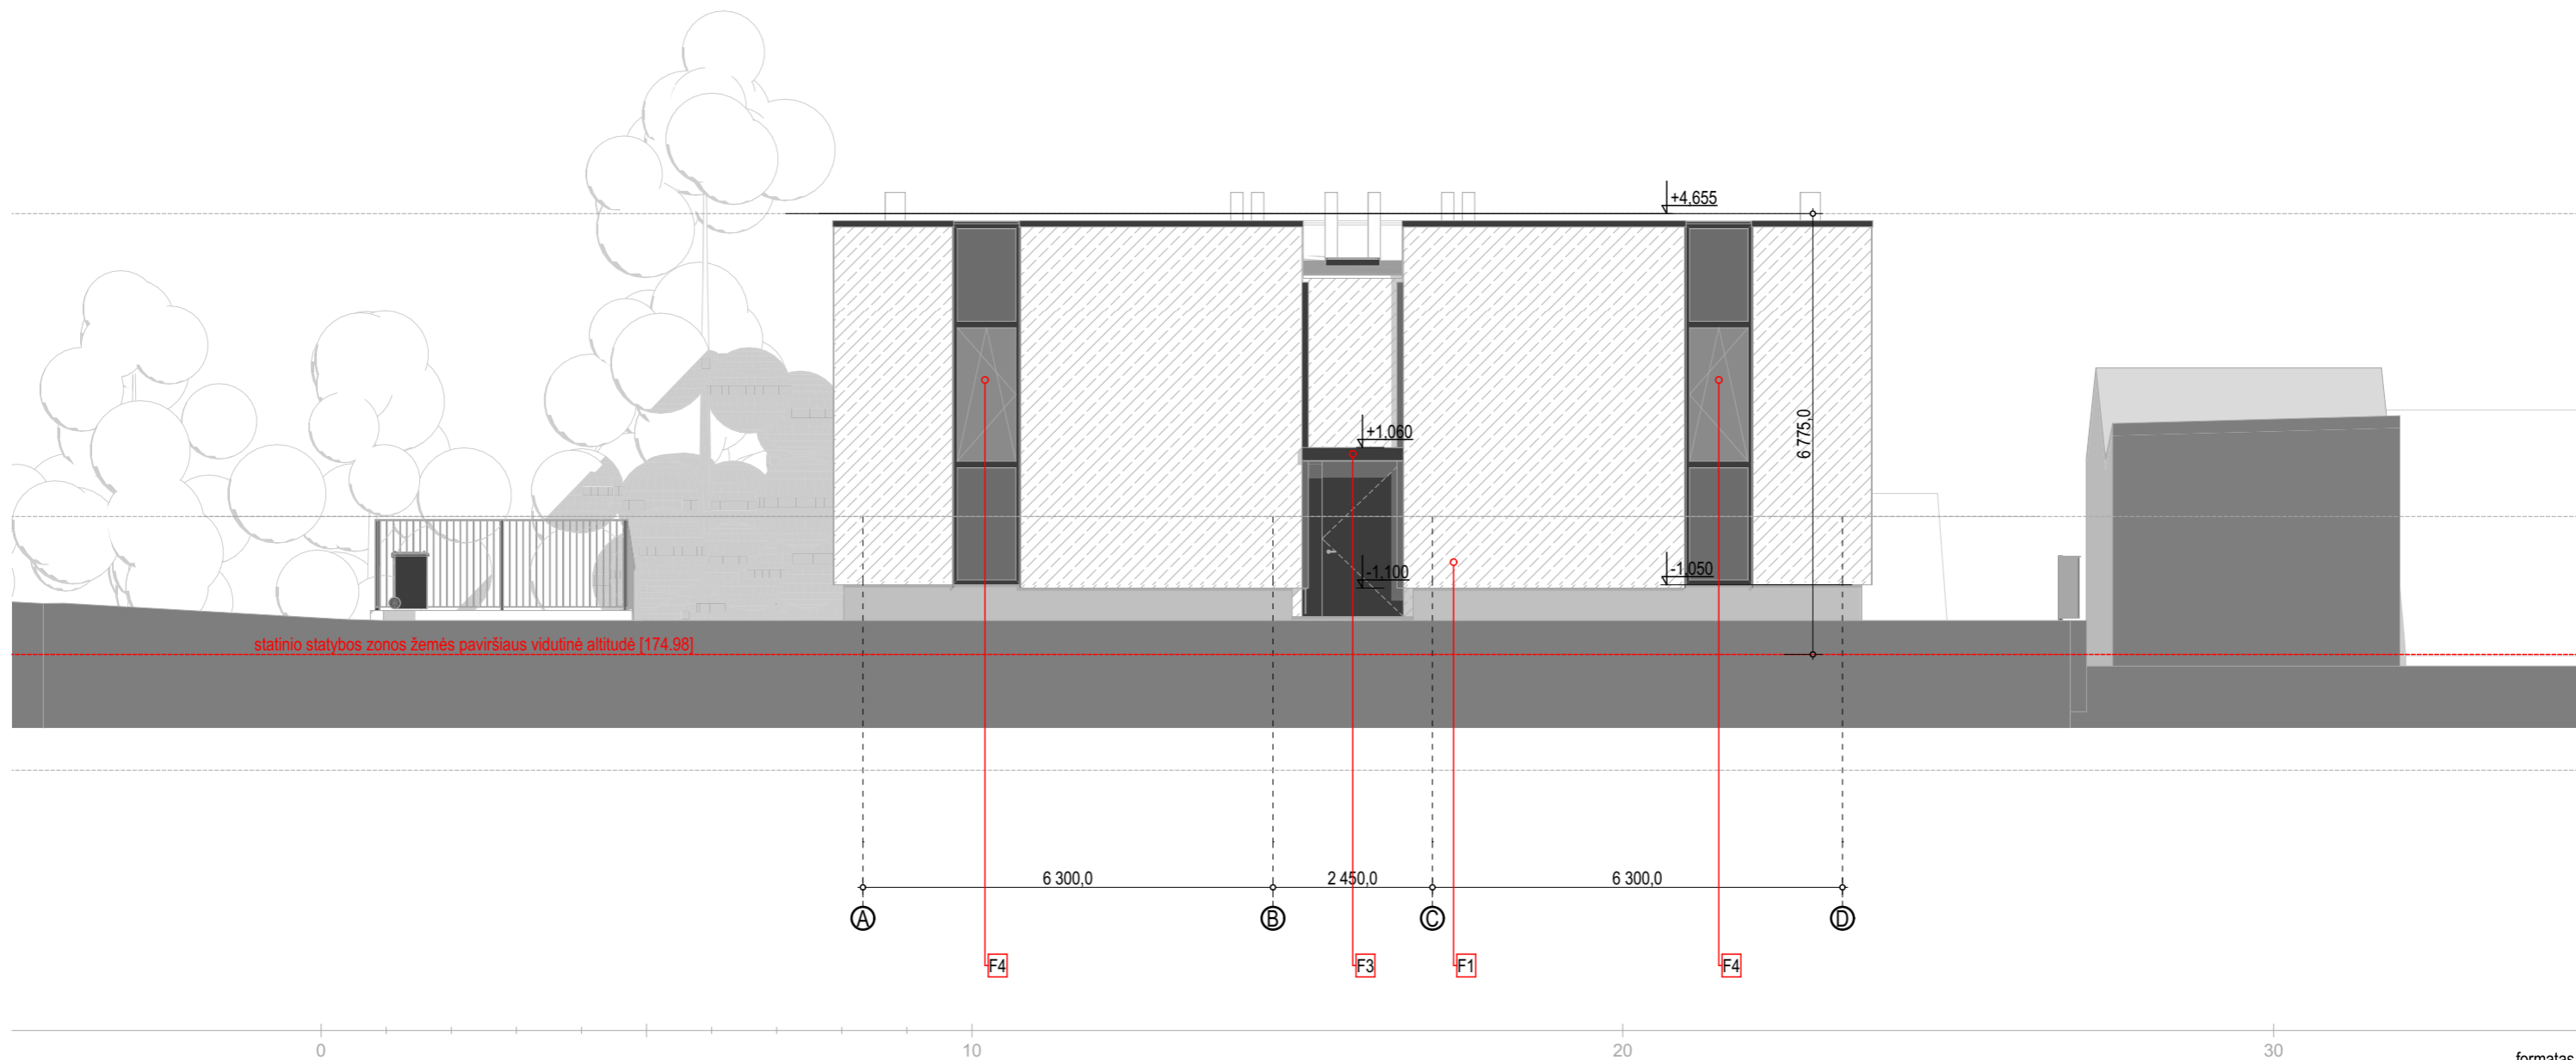 +4.655
6 775,0
+1.060
-1.100
-1.050
statinio statybos zonos žemės paviršiaus vidutinė altitudė [174.98]
6 300,0
2 450,0
6 300,0
A
B
C
D
F4
F3
F1
F4
0
10
20
30
formatas